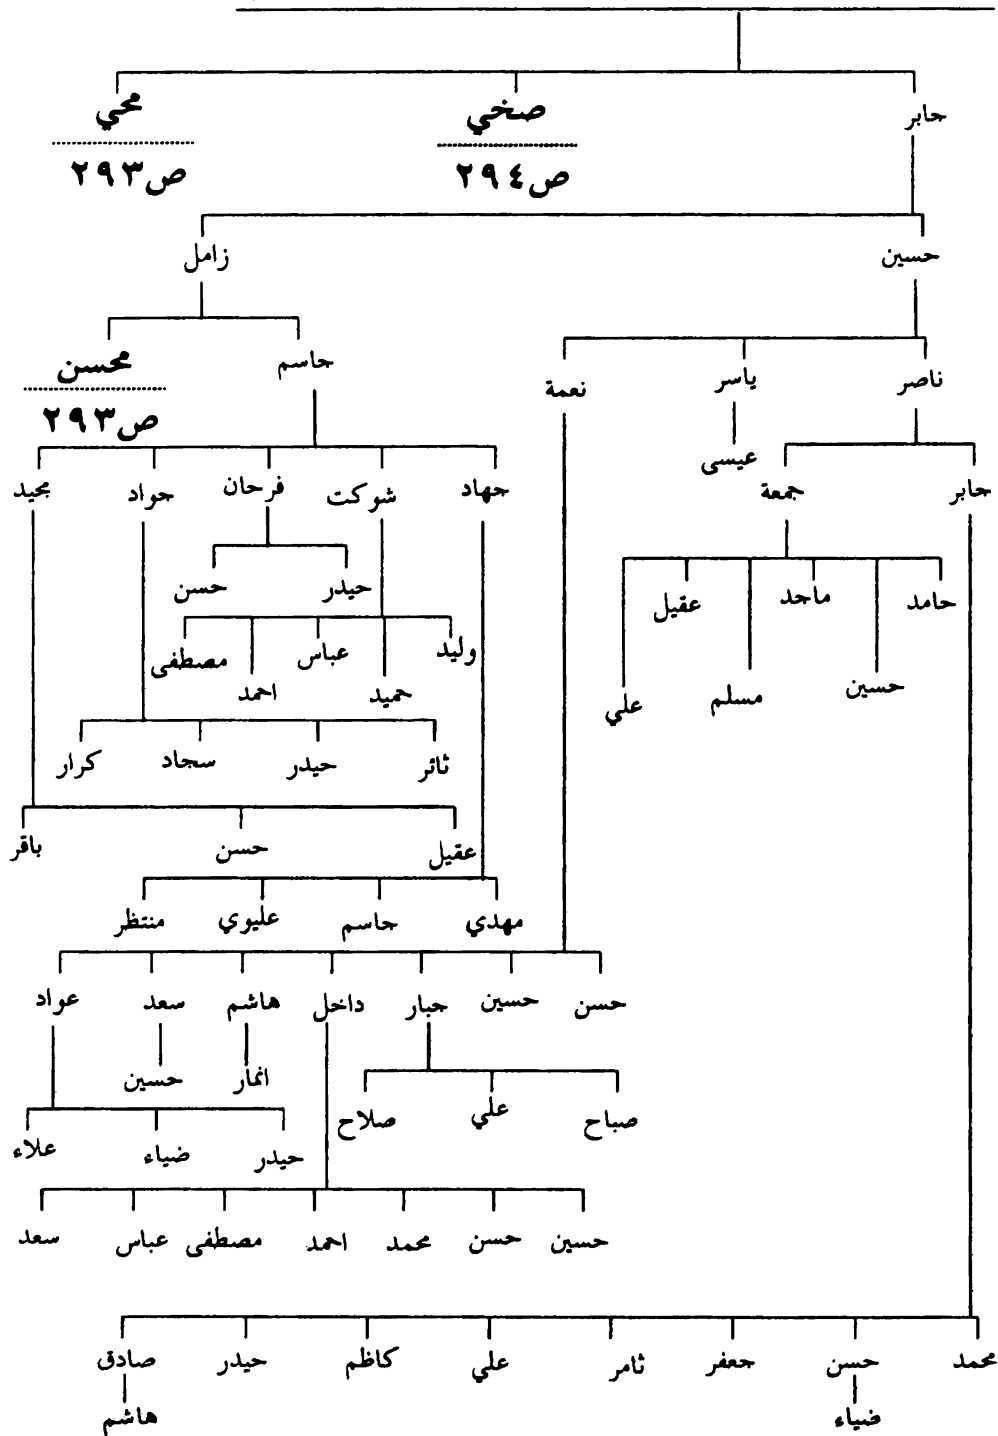 جابر صخي محي
ص٢٩٤ ص٢٩٣
حسين زامل
ناصر ياسر نعمة جاسم محسن
ص٢٩٣
عيسى
جابر جمعة جهاد شوكت فرحان جواد مجيد
حيدر حسن
حامد ماجد عقيل
وليد عباس مصطفى
حسين مسلم علي حميد احمد
ثائر حيدر سجاد كرار
عقيل حسن باقر
مهدي جاسم عليوي منتظر
حسن حسين جبار داخل هاشم سعد عواد
انمار حسين
صباح علي صلاح
حيدر ضياء علاء
حسين حسن محمد احمد مصطفى عباس سعد
محمد حسن جعفر ثامر علي كاظم حيدر صادق
ضياء هاشم